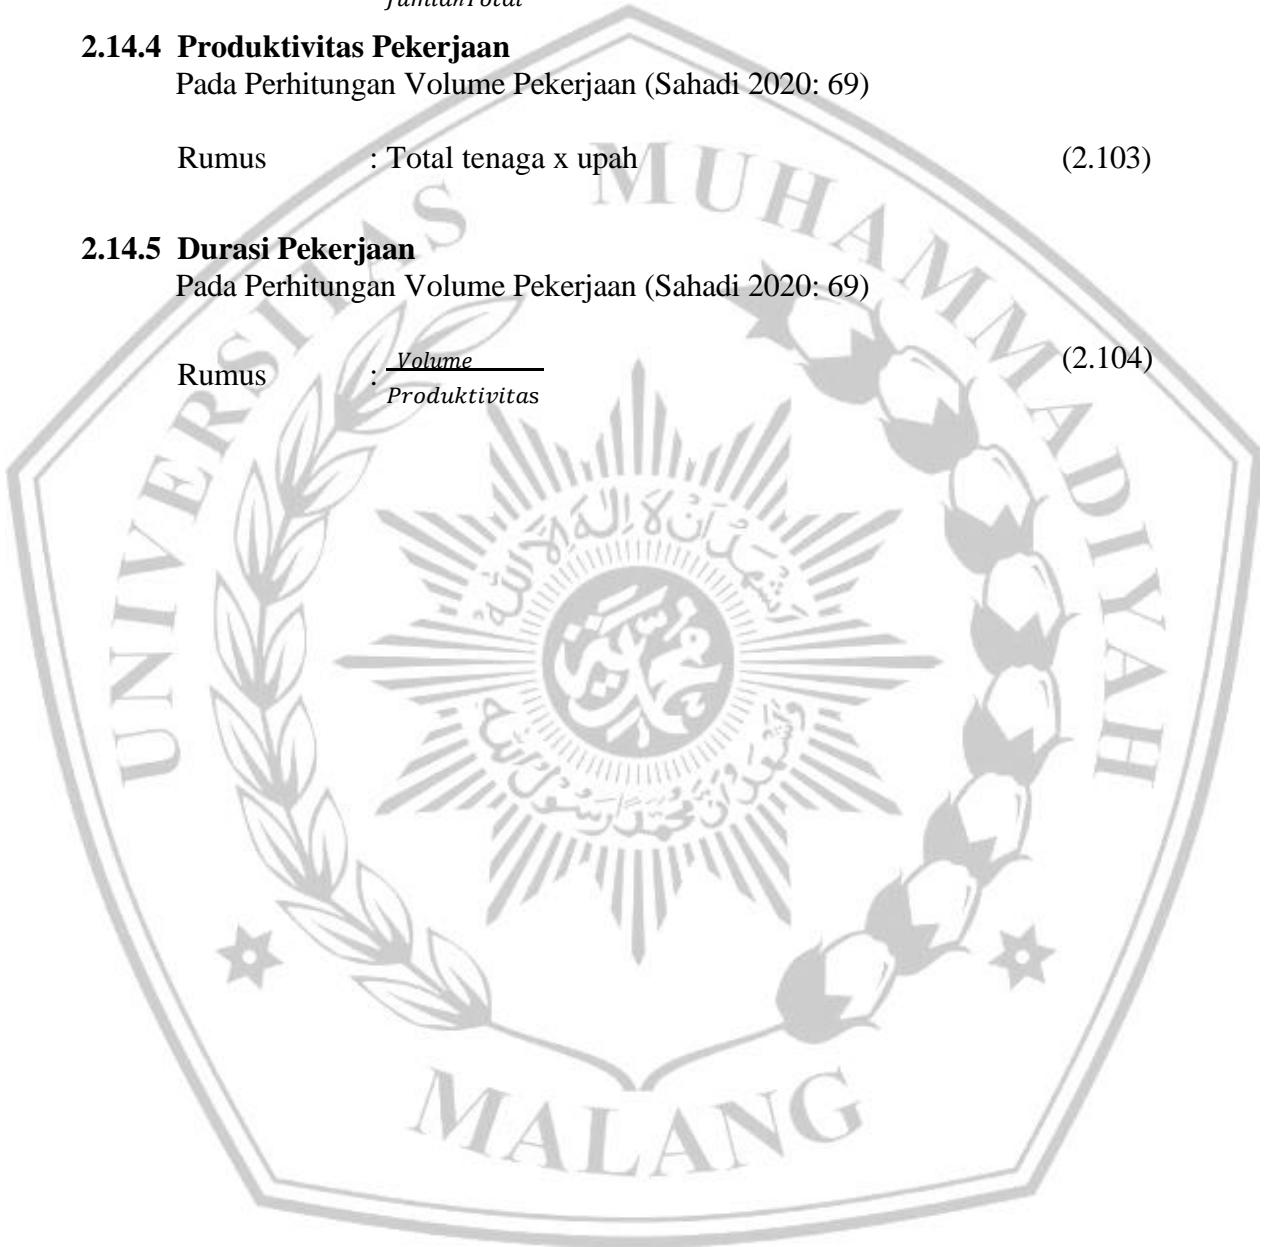 JumlahTotal
2.14.4 Produktivitas Pekerjaan
Pada Perhitungan Volume Pekerjaan (Sahadi 2020: 69)
Rumus : Total tenaga x upah (2.103)
2.14.5 Durasi Pekerjaan
Pada Perhitungan Volume Pekerjaan (Sahadi 2020: 69)
Rumus : Volume (2.104)
Produktivitas
UNIVERSITAS MUHAMMADIYAH
MALANG